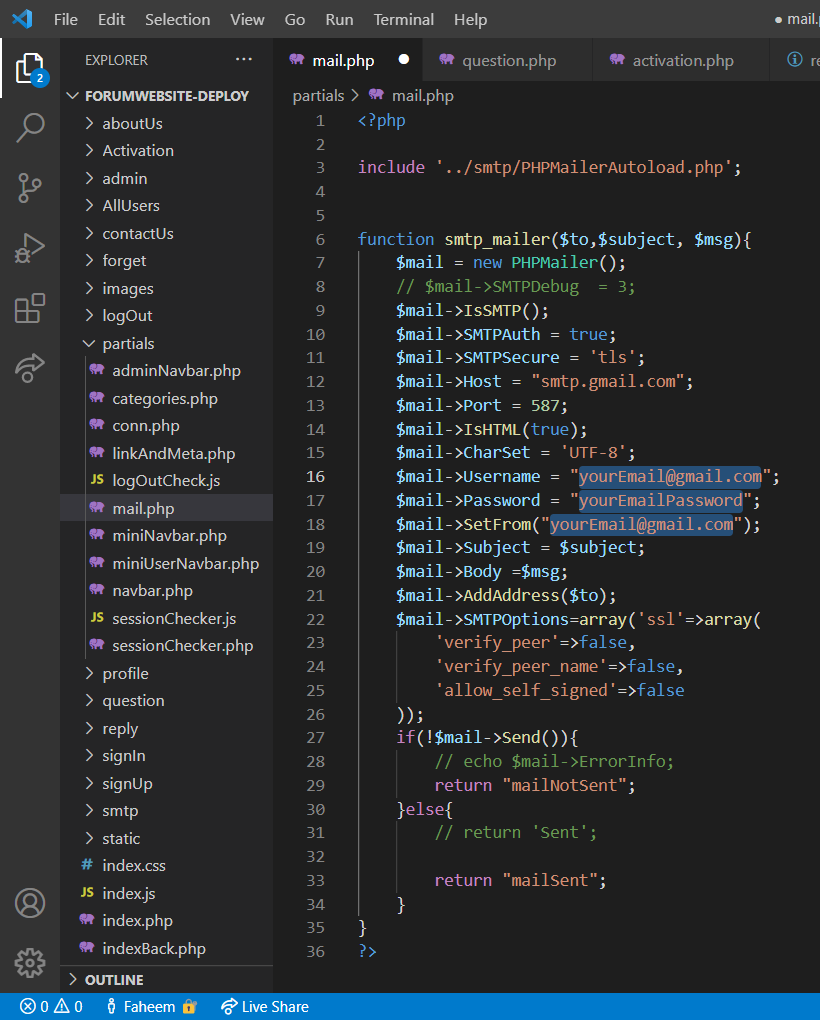 File Edit Selection View Go Run Terminal Help ● mail.
EXPLORER ··· mail.php ● question.php activation.php
FORUMWEBSITE-DEPLOY
aboutUs
Activation
admin
AllUsers
contactUs
forget
images
logOut
partials
adminNavbar.php
categories.php
conn.php
linkAndMeta.php
JS logOutCheck.js
mail.php
miniNavbar.php
miniUserNavbar.php
navbar.php
JS sessionChecker.js
sessionChecker.php
profile
question
reply
signIn
signUp
smtp
static
# index.css
JS index.js
index.php
indexBack.php
OUTLINE
2
partials > mail.php
1 <?php
2
3 include '../smtp/PHPMailerAutoload.php';
4
5
6 function smtp_mailer($to,$subject, $msg){
7 $mail = new PHPMailer();
8 // $mail->SMTPDebug  = 3;
9 $mail->IsSMTP();
10 $mail->SMTPAuth = true;
11 $mail->SMTPSecure = 'tls';
12 $mail->Host = "smtp.gmail.com";
13 $mail->Port = 587;
14 $mail->IsHTML(true);
15 $mail->CharSet = 'UTF-8';
16 $mail->Username = "yourEmail@gmail.com";
17 $mail->Password = "yourEmailPassword";
18 $mail->SetFrom("yourEmail@gmail.com");
19 $mail->Subject = $subject;
20 $mail->Body =$msg;
21 $mail->AddAddress($to);
22 $mail->SMTPOptions=array('ssl'=>array(
23 'verify_peer'=>false,
24 'verify_peer_name'=>false,
25 'allow_self_signed'=>false
26 ));
27 if(!$mail->Send()){
28 // echo $mail->ErrorInfo;
29 return "mailNotSent";
30 }else{
31 // return 'Sent';
32
33 return "mailSent";
34 }
35 }
36 ?>
0 0 Faheem Live Share